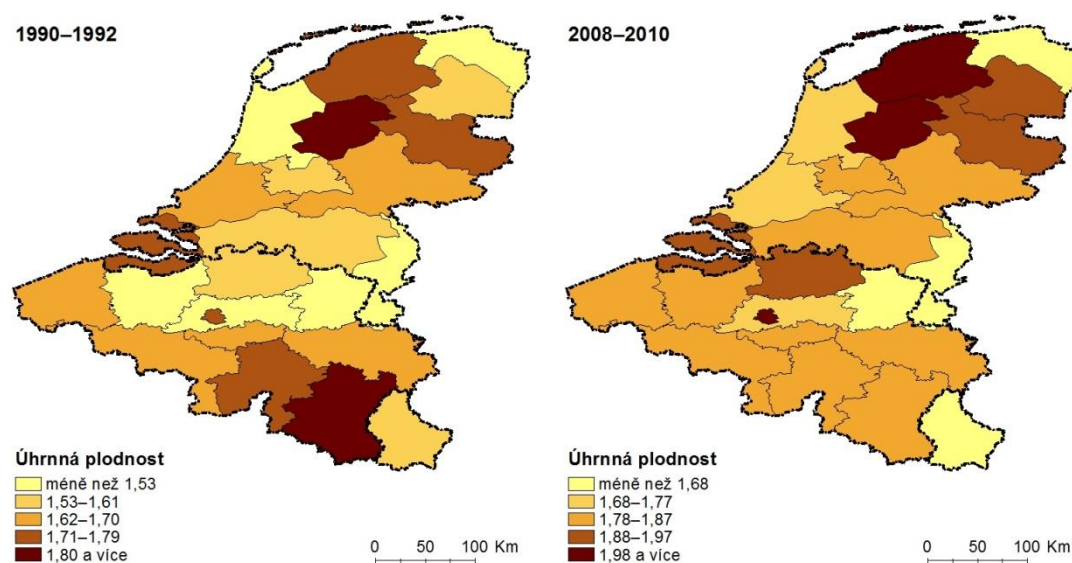 1990–1992
Úhrnná plodnost
méně než 1,53
1,53–1,61
1,62–1,70
1,71–1,79
1,80 a více
0 50 100 Km
2008–2010
Úhrnná plodnost
méně než 1,68
1,68–1,77
1,78–1,87
1,88–1,97
1,98 a více
0 50 100 Km